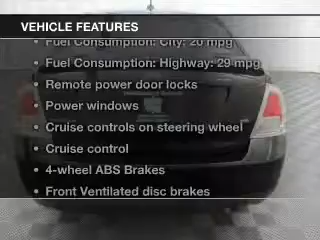 VEHICLE FEATURES
• Fuel Consumption: City: 20 mpg
• Fuel Consumption: Highway: 29 mpg
• Remote power door locks
• Power windows
• Cruise controls on steering wheel
• Cruise control
• 4-wheel ABS Brakes
• Front Ventilated disc brakes